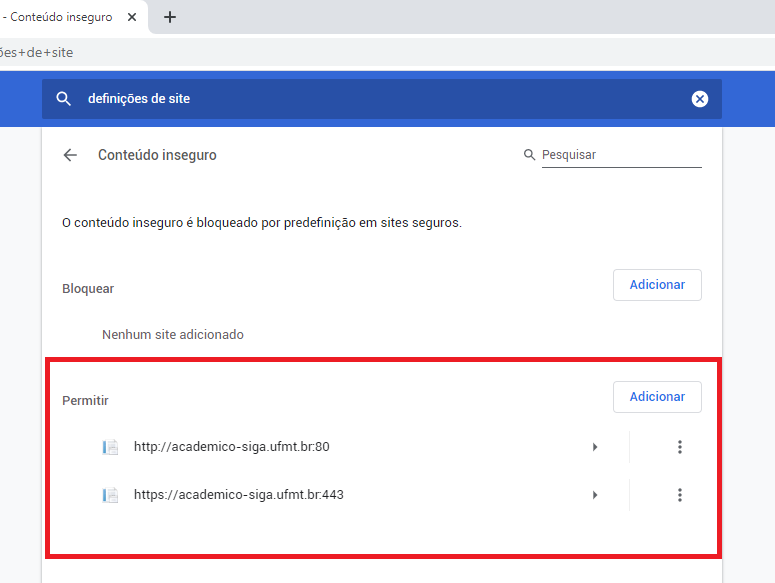 - Conteúdo inseguro
ões+de+site
definições de site
Conteúdo inseguro
Pesquisar
O conteúdo inseguro é bloqueado por predefinição em sites seguros.
Bloquear
Adicionar
Nenhum site adicionado
Permitir
Adicionar
http://academico-siga.ufmt.br:80
https://academico-siga.ufmt.br:443